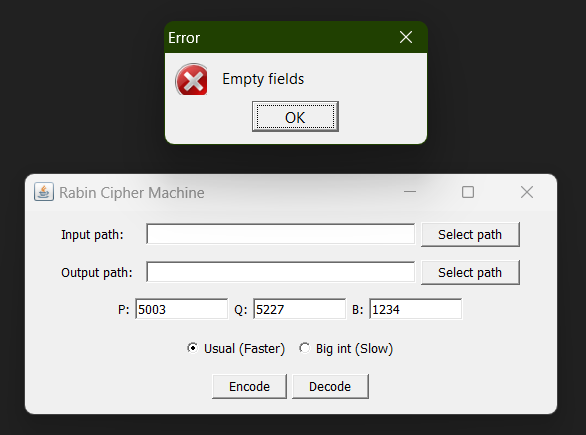 Error
Empty fields
OK
Rabin Cipher Machine
Input path: Select path
Output path: Select path
P: 5003 Q: 5227 B: 1234
Usual (Faster) Big int (Slow)
Encode Decode